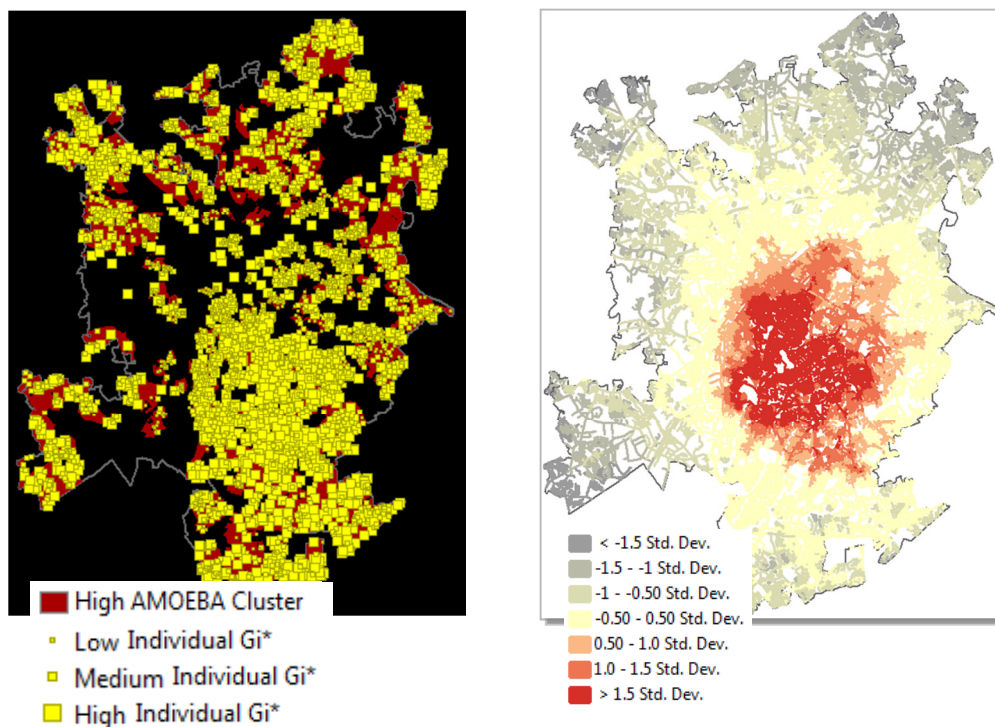 High AMOEBA Cluster
Low Individual Gi*
Medium Individual Gi*
High Individual Gi*
< -1.5 Std. Dev.
-1.5 - -1 Std. Dev.
-1 - -0.50 Std. Dev.
-0.50 - 0.50 Std. Dev.
0.50 - 1.0 Std. Dev.
1.0 - 1.5 Std. Dev.
> 1.5 Std. Dev.